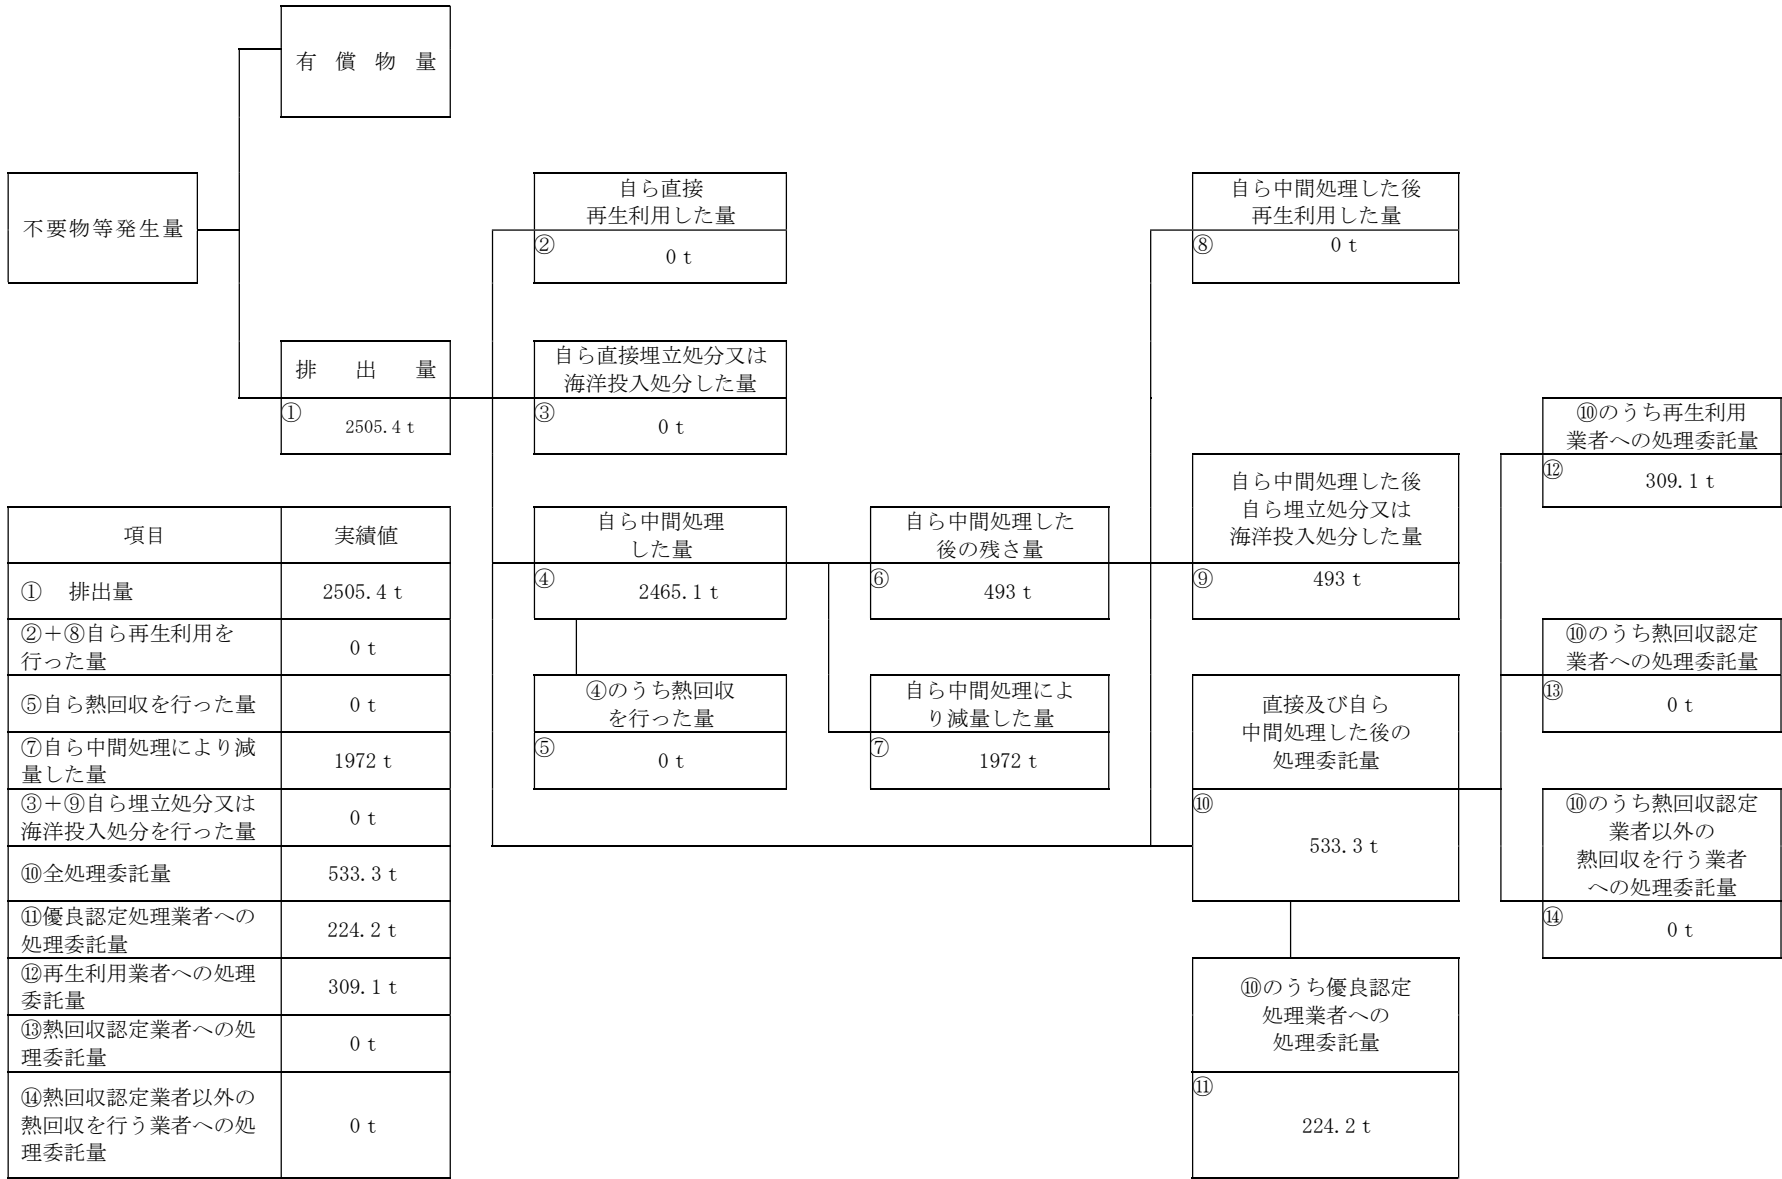 有償物量
不要物等発生量
自ら直接
再生利用した量
② 0 t
自ら中間処理した後
再生利用した量
⑧ 0 t
排出量
① 2505.4 t
自ら直接埋立処分又は
海洋投入処分した量
③ 0 t
⑩のうち再生利用
業者への処理委託量
⑫ 309.1 t
自ら中間処理
した量
④ 2465.1 t
自ら中間処理した
後の残さ量
⑥ 493 t
自ら中間処理した後
自ら埋立処分又は
海洋投入処分した量
⑨ 493 t
⑩のうち熱回収認定
業者への処理委託量
⑬ 0 t
④のうち熱回収
を行った量
⑤ 0 t
自ら中間処理によ
り減量した量
⑦ 1972 t
直接及び自ら
中間処理した後の
処理委託量
⑩ 533.3 t
⑩のうち熱回収認定
業者以外の
熱回収を行う業者
への処理委託量
⑭ 0 t
⑩のうち優良認定
処理業者への
処理委託量
⑪ 224.2 t
項目 実績値
① 排出量 2505.4 t
②＋⑧自ら再生利用を
行った量 0 t
⑤自ら熱回収を行った量 0 t
⑦自ら中間処理により減
量した量 1972 t
③＋⑨自ら埋立処分又は
海洋投入処分を行った量 0 t
⑩全処理委託量 533.3 t
⑪優良認定処理業者への
処理委託量 224.2 t
⑫再生利用業者への処理
委託量 309.1 t
⑬熱回収認定業者への処
理委託量 0 t
⑭熱回収認定業者以外の
熱回収を行う業者への処
理委託量 0 t